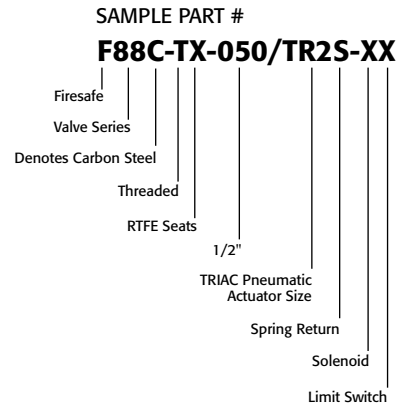 SAMPLE PART #
F88C-TX-050/TR2S-XX
Firesafe
Valve Series
Denotes Carbon Steel
Threaded
RTFE Seats
1/2"
TRIAC Pneumatic
Actuator Size
Spring Return
Solenoid
Limit Switch